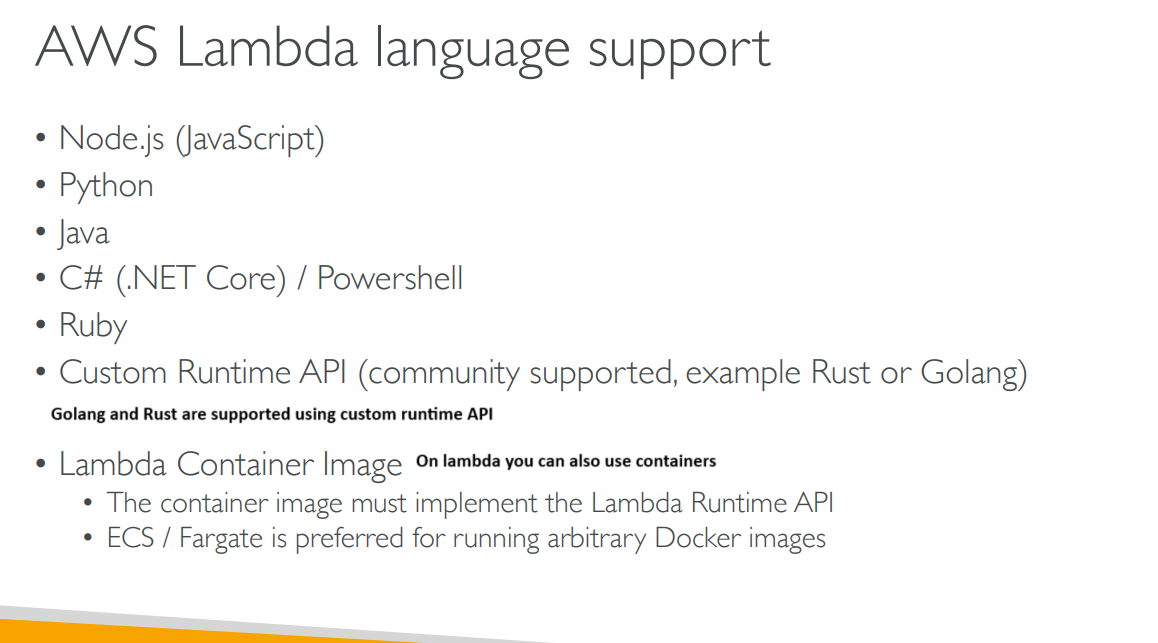 AWS Lambda language support
• Node.js (JavaScript)
• Python
• Java
• C# (.NET Core) / Powershell
• Ruby
• Custom Runtime API (community supported, example Rust or Golang)
Golang and Rust are supported using custom runtime API
• Lambda Container Image On lambda you can also use containers
• The container image must implement the Lambda Runtime API
• ECS / Fargate is preferred for running arbitrary Docker images